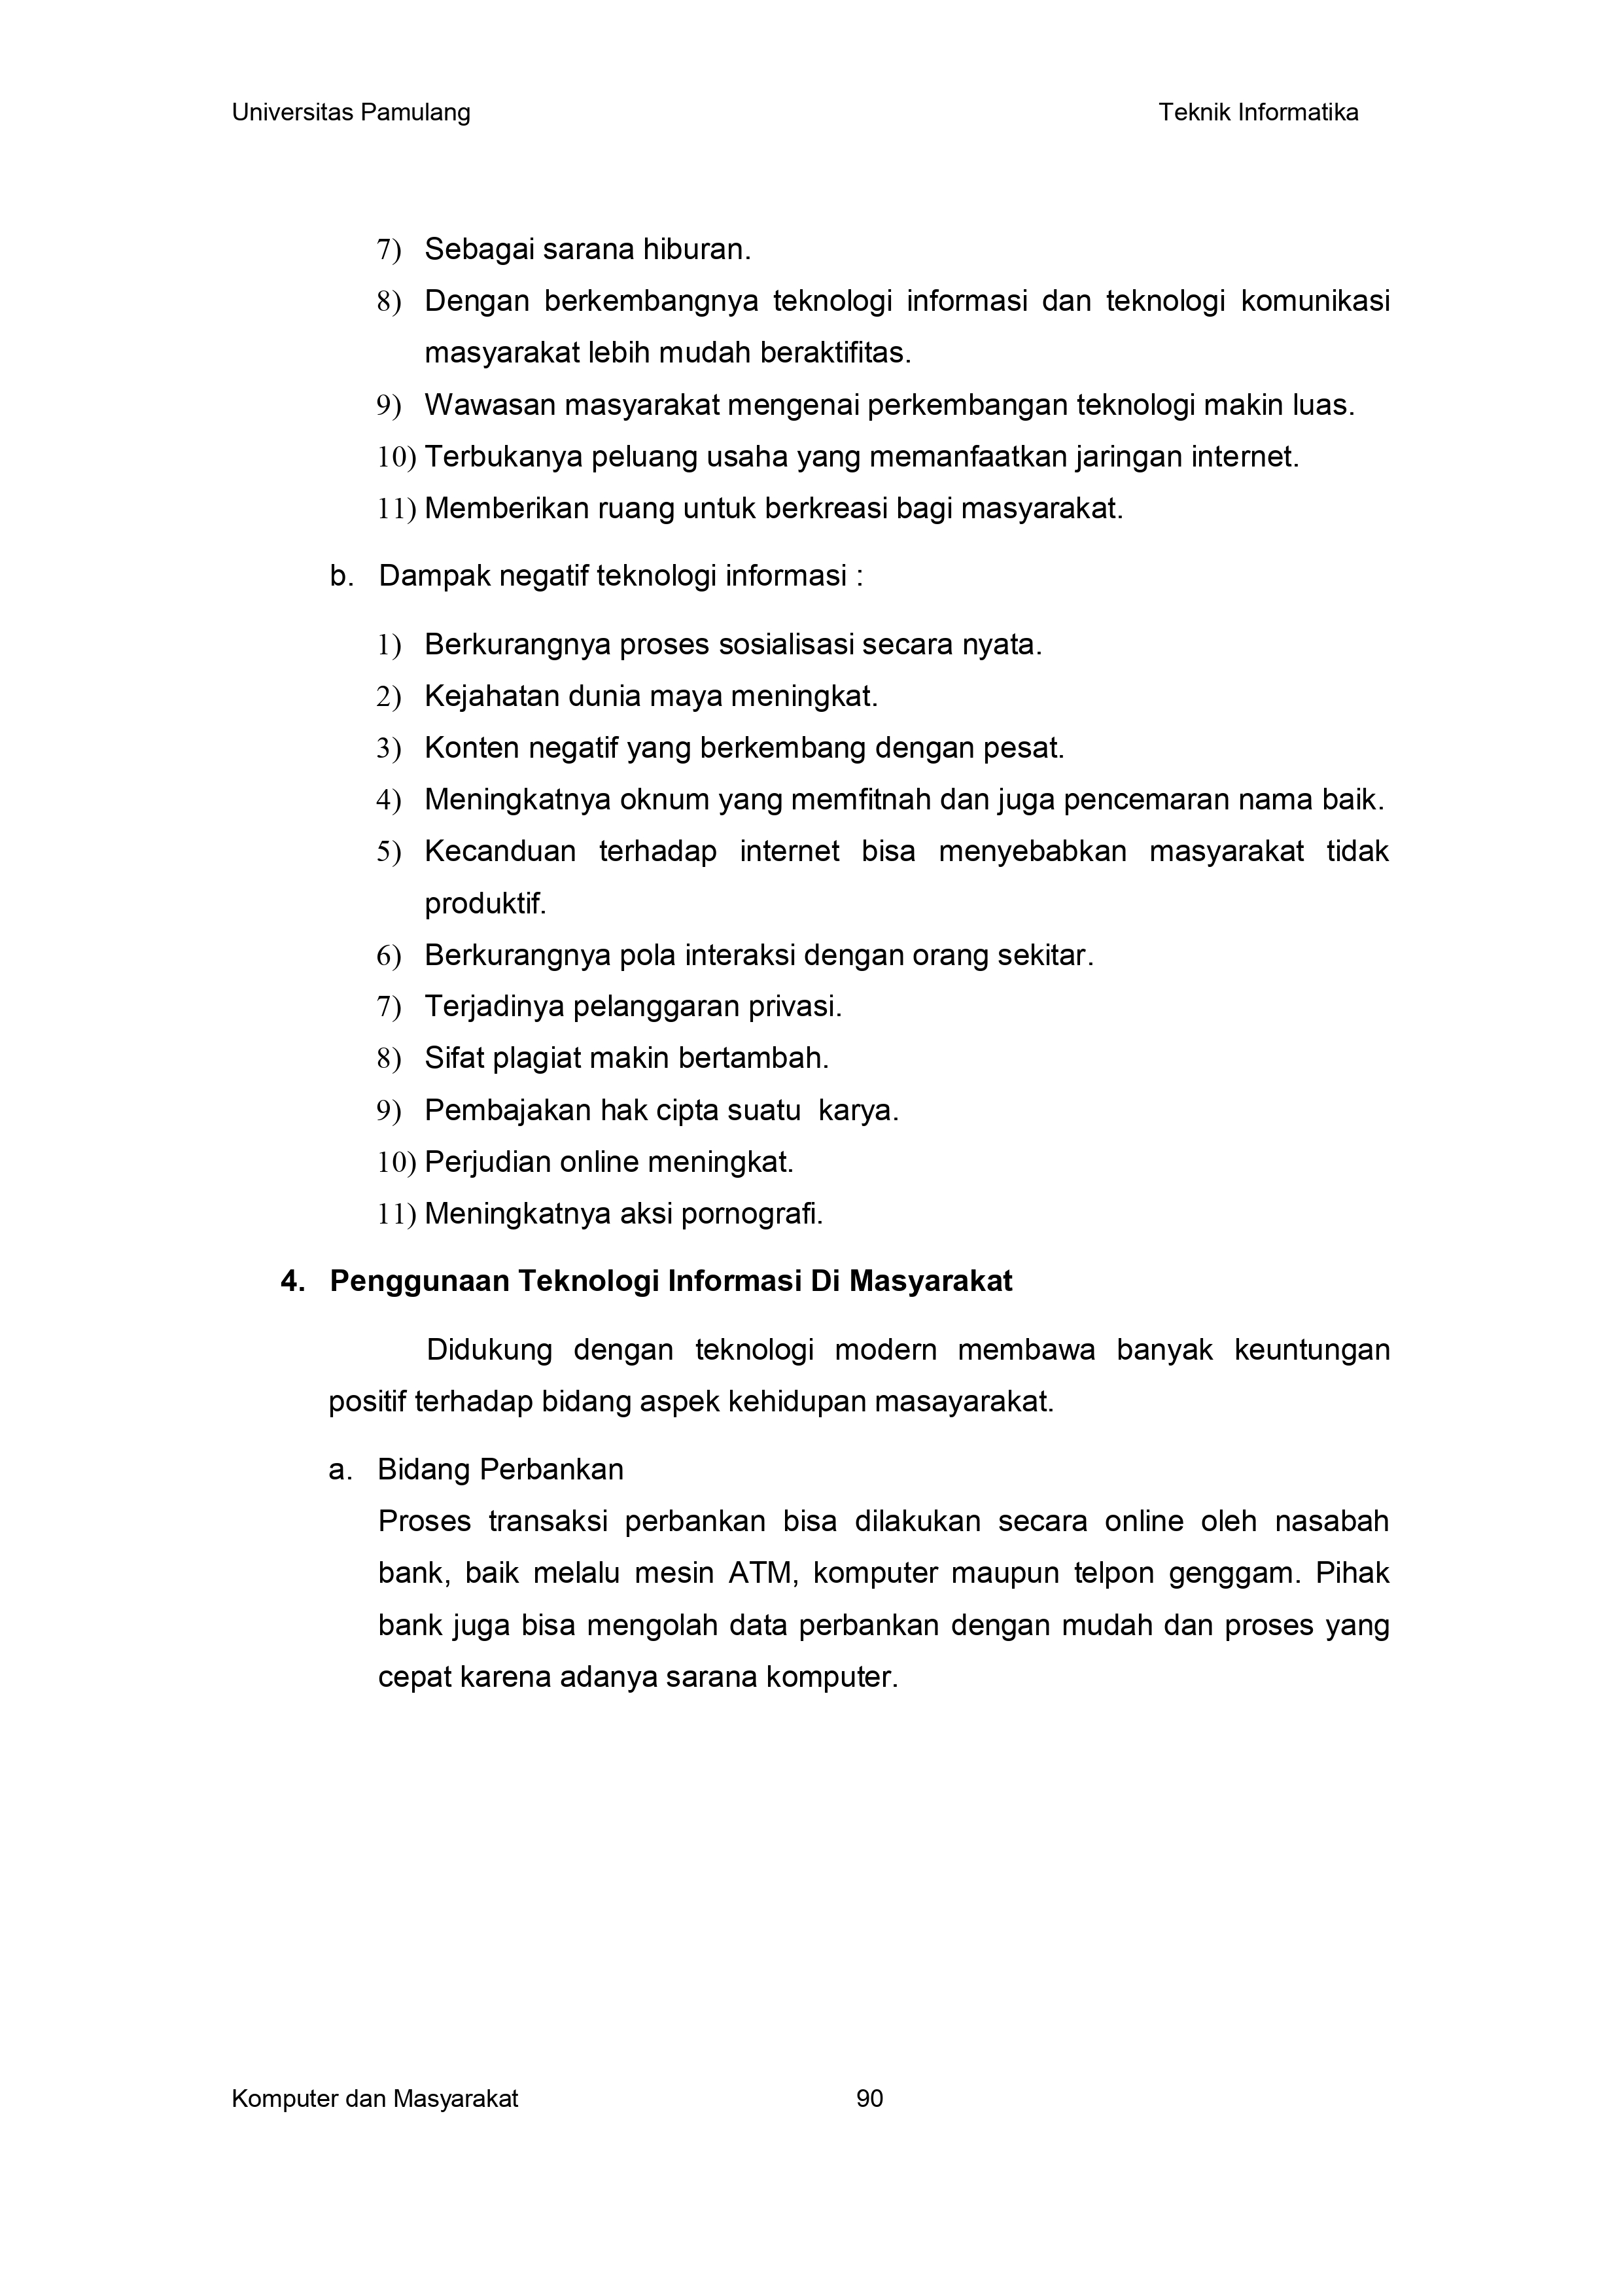 Universitas Pamulang Teknik Informatika
7) Sebagai sarana hiburan.
8) Dengan berkembangnya teknologi informasi dan teknologi komunikasi
masyarakat lebih mudah beraktifitas.
9) Wawasan masyarakat mengenai perkembangan teknologi makin luas.
10) Terbukanya peluang usaha yang memanfaatkan jaringan internet.
11) Memberikan ruang untuk berkreasi bagi masyarakat.
b. Dampak negatif teknologi informasi :
1) Berkurangnya proses sosialisasi secara nyata.
2) Kejahatan dunia maya meningkat.
3) Konten negatif yang berkembang dengan pesat.
4) Meningkatnya oknum yang memfitnah dan juga pencemaran nama baik.
5) Kecanduan terhadap internet bisa menyebabkan masyarakat tidak
produktif.
6) Berkurangnya pola interaksi dengan orang sekitar.
7) Terjadinya pelanggaran privasi.
8) Sifat plagiat makin bertambah.
9) Pembajakan hak cipta suatu  karya.
10) Perjudian online meningkat.
11) Meningkatnya aksi pornografi.
4. Penggunaan Teknologi Informasi Di Masyarakat
Didukung dengan teknologi modern membawa banyak keuntungan
positif terhadap bidang aspek kehidupan masayarakat.
a. Bidang Perbankan
Proses transaksi perbankan bisa dilakukan secara online oleh nasabah
bank, baik melalu mesin ATM, komputer maupun telpon genggam. Pihak
bank juga bisa mengolah data perbankan dengan mudah dan proses yang
cepat karena adanya sarana komputer.
Komputer dan Masyarakat 90